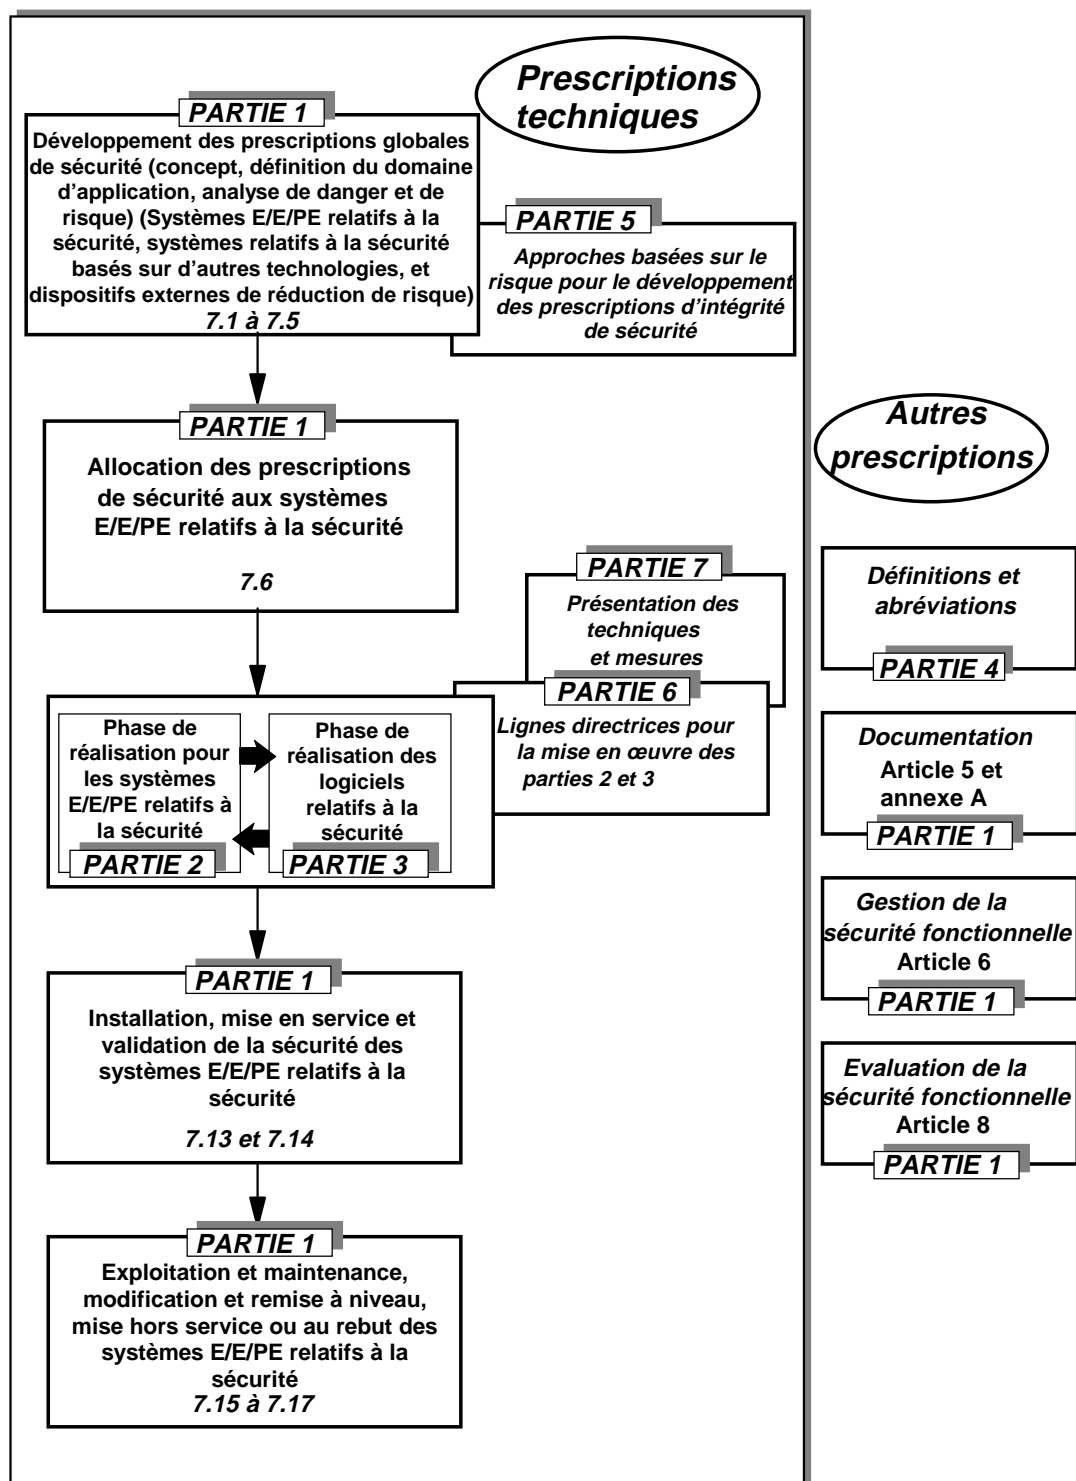 Prescriptions
techniques
PARTIE 1
Développement des prescriptions globales
de sécurité (concept, définition du domaine
d'application, analyse de danger et de
risque) (Systèmes E/E/PE relatifs à la
sécurité, systèmes relatifs à la sécurité
basés sur d'autres technologies, et
dispositifs externes de réduction de risque)
7.1 à 7.5
PARTIE 5
Approches basées sur le
risque pour le développement
des prescriptions d'intégrité
de sécurité
PARTIE 1
Allocation des prescriptions
de sécurité aux systèmes
E/E/PE relatifs à la sécurité
7.6
PARTIE 7
Présentation des
techniques
et mesures
PARTIE 6
Lignes directrices pour
la mise en œuvre des
parties 2 et 3
Phase de
réalisation pour
les systèmes
E/E/PE relatifs à
la sécurité
PARTIE 2
Phase de
réalisation des
logiciels
relatifs à la
sécurité
PARTIE 3
PARTIE 1
Installation, mise en service et
validation de la sécurité des
systèmes E/E/PE relatifs à la
sécurité
7.13 et 7.14
PARTIE 1
Exploitation et maintenance,
modification et remise à niveau,
mise hors service ou au rebut des
systèmes E/E/PE relatifs à la
sécurité
7.15 à 7.17
Autres
prescriptions
Définitions et
abréviations
PARTIE 4
Documentation
Article 5 et
annexe A
PARTIE 1
Gestion de la
sécurité fonctionnelle
Article 6
PARTIE 1
Evaluation de la
sécurité fonctionnelle
Article 8
PARTIE 1